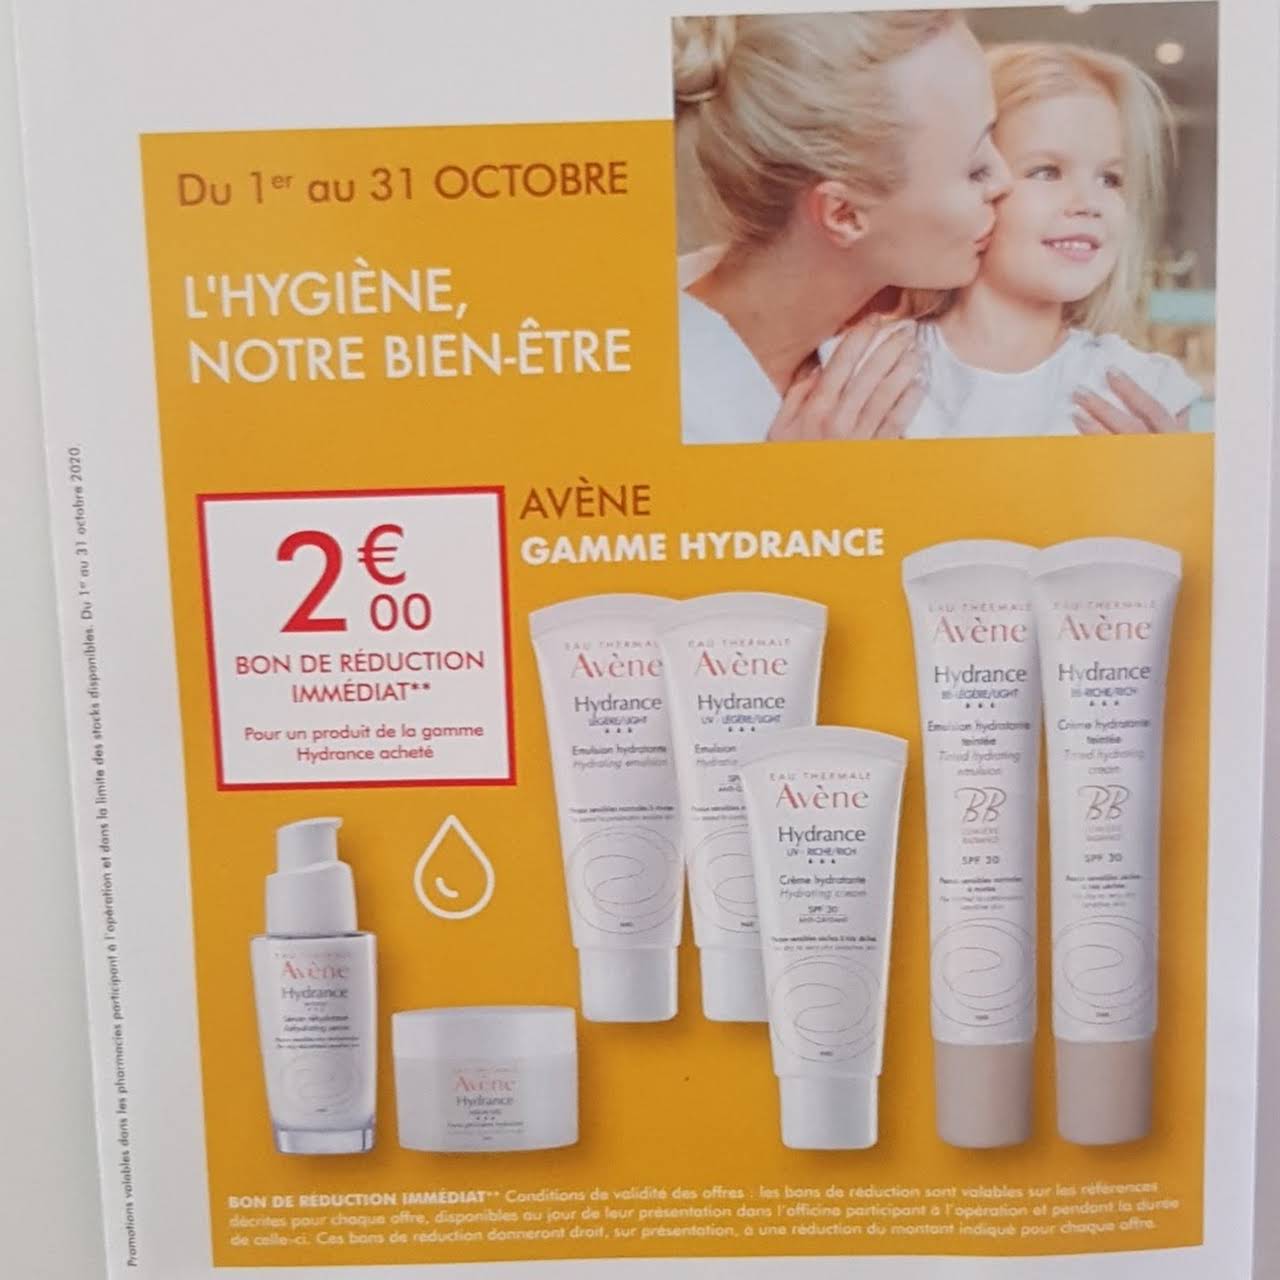 Du 1er au 31 OCTOBRE
L'HYGIÈNE,
NOTRE BIEN-ÊTRE
2€00
BON DE RÉDUCTION
IMMÉDIAT**
Pour un produit de la gamme
Hydrance acheté
AVÈNE
GAMME HYDRANCE
EAU THERMALE
Avène
Hydrance
LÉGÈRE/LIGHT
Emulsion hydratante
Hydrating emulsion
EAU THERMALE
Avène
Hydrance
UV - LÉGÈRE/LIGHT
Emulsion
EAU THERMALE
Avène
Hydrance
UV - RICHE/RICH
Crème hydratante
Hydrating cream
SPF 30
EAU THERMALE
Avène
Hydrance
BB-LÉGÈRE/LIGHT
Emulsion hydratante
teintée
Tinted hydrating
emulsion
BB
SPF 30
EAU THERMALE
Avène
Hydrance
BB-RICHE/RICH
Crème hydratante
teintée
Tinted hydrating
cream
BB
SPF 30
Avène
Hydrance
Avène
Hydrance
BON DE RÉDUCTION IMMÉDIAT** Conditions de validité des offres : les bons de réduction sont valables sur les références
décrites pour chaque offre, disponibles au jour de leur présentation dans l'officine participant à l'opération et pendant la durée
de celle-ci. Ces bons de réduction donneront droit, sur présentation, à une réduction du montant indiqué pour chaque offre.
Promotions valables dans les pharmacies participant à l'opération et dans la limite des stocks disponibles. Du 1er au 31 octobre 2020.